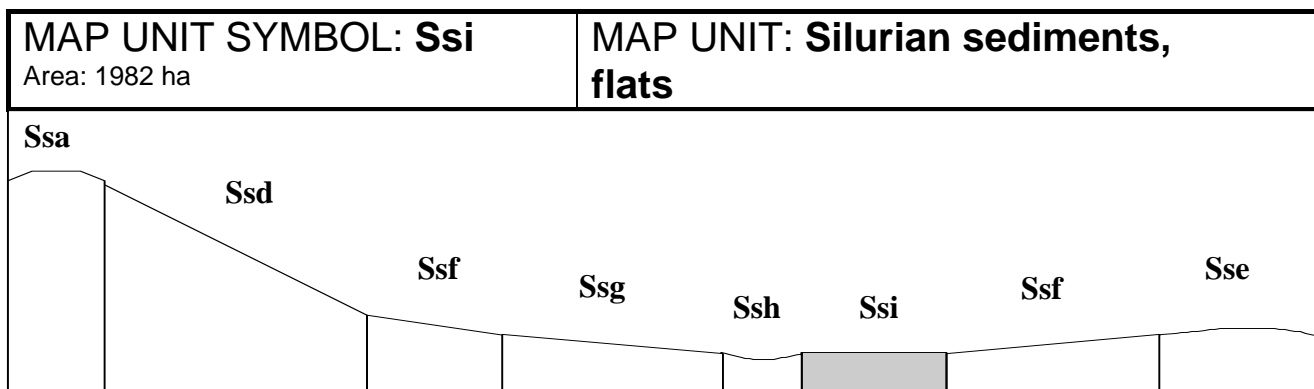 MAP UNIT SYMBOL: Ssi
Area: 1982 ha
MAP UNIT: Silurian sediments,
flats
Ssa
Ssd
Ssf
Ssg
Ssh
Ssi
Ssf
Sse